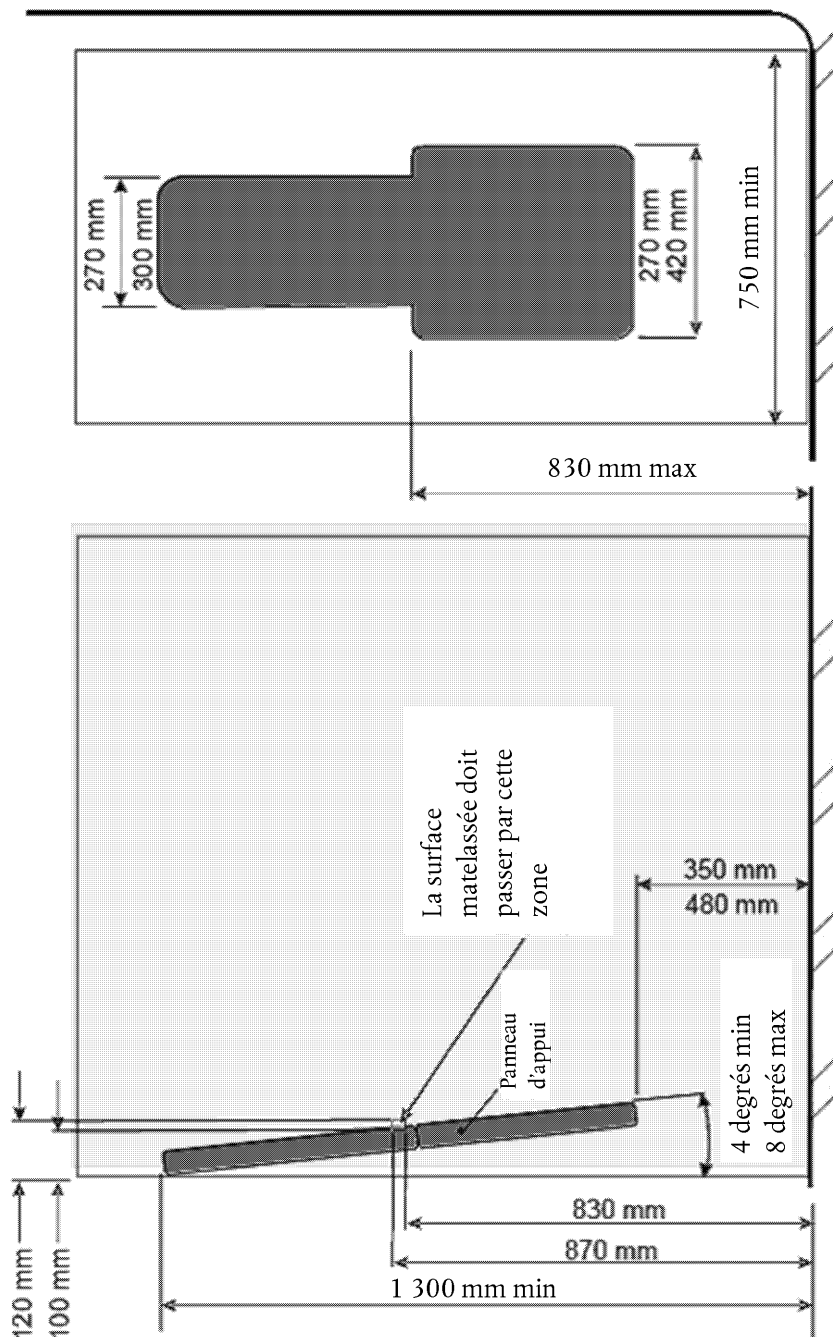 270 mm
300 mm
270 mm
420 mm
750 mm min
830 mm max
La surface
matelassée doit
passer par cette
zone
Panneau
d'appui
350 mm
480 mm
4 degrés min
8 degrés max
830 mm
870 mm
1 300 mm min
120 mm
100 mm